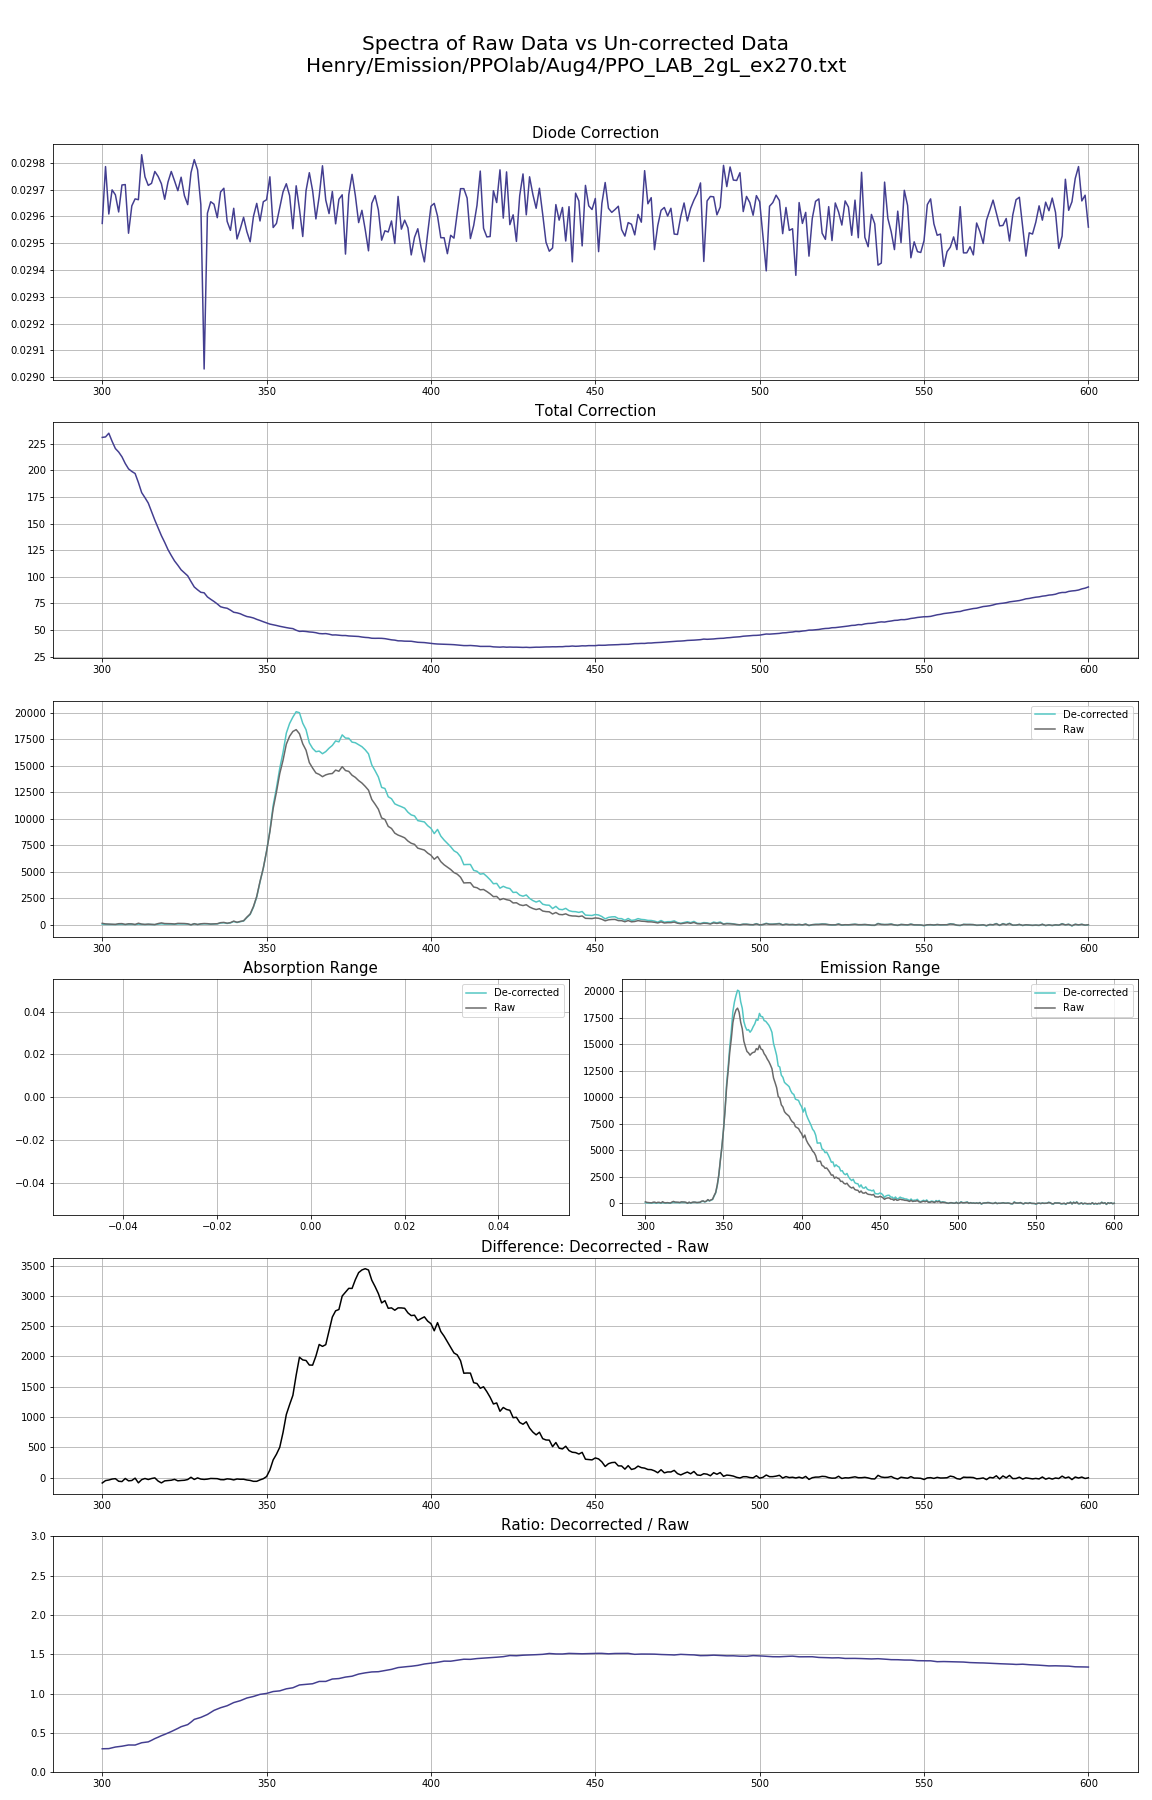 Spectra of Raw Data vs Un-corrected Data
Henry/Emission/PPOlab/Aug4/PPO_LAB_2gL_ex270.txt
Diode Correction
0.0298
0.0297
0.0296
0.0295
0.0294
0.0293
0.0292
0.0291
0.0290
300 350 400 450 500 550 600
Total Correction
225
200
175
150
125
100
75
50
25
300 350 400 450 500 550 600
20000
17500
15000
12500
10000
7500
5000
2500
0
De-corrected
Raw
300 350 400 450 500 550 600
Absorption Range
0.04
0.02
0.00
−0.02
−0.04
De-corrected
Raw
−0.04 −0.02 0.00 0.02 0.04
Emission Range
20000
17500
15000
12500
10000
7500
5000
2500
0
De-corrected
Raw
300 350 400 450 500 550 600
Difference: Decorrected - Raw
3500
3000
2500
2000
1500
1000
500
0
300 350 400 450 500 550 600
Ratio: Decorrected / Raw
3.0
2.5
2.0
1.5
1.0
0.5
0.0
300 350 400 450 500 550 600